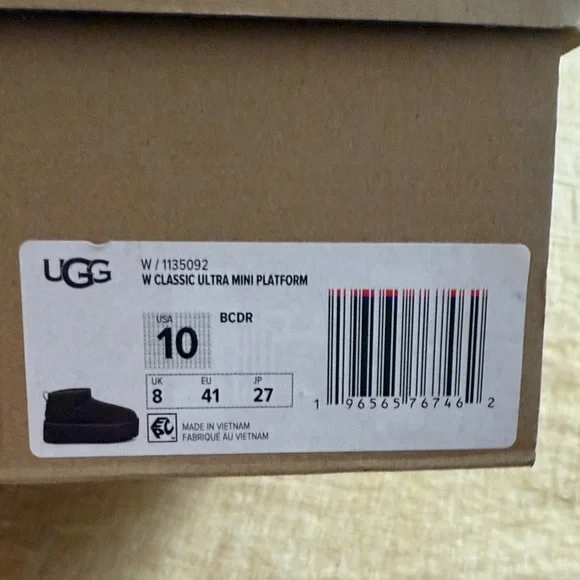 UGG
W / 1135092
W CLASSIC ULTRA MINI PLATFORM
USA
10
BCDR
UK
8
EU
41
JP
27
MADE IN VIETNAM
FABRIQUÉ AU VIETNAM
1 96565 76746 2